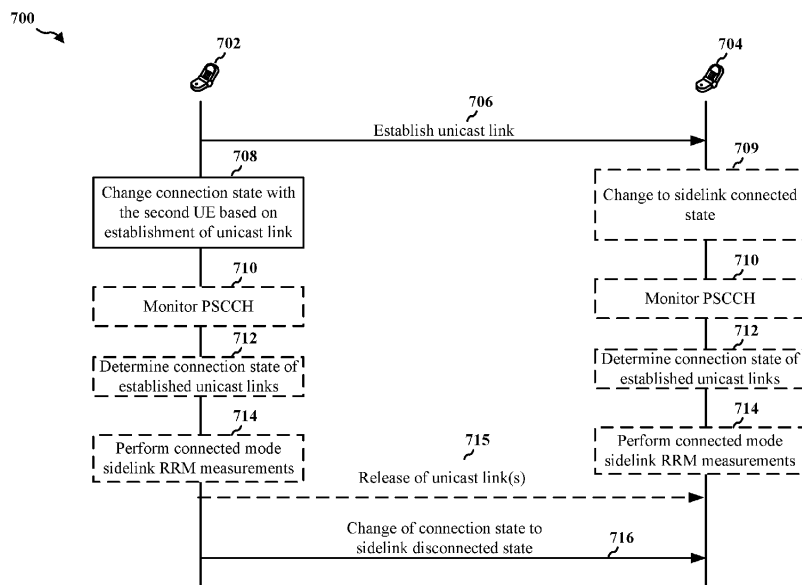 700
702
704
706
Establish unicast link
708
709
Change connection state with
the second UE based on
establishment of unicast link
Change to sidelink connected
state
710
710
Monitor PSCCH
Monitor PSCCH
712
712
Determine connection state of
established unicast links
Determine connection state of
established unicast links
714
714
Perform connected mode
sidelink RRM measurements
Perform connected mode
sidelink RRM measurements
715
Release of unicast link(s)
Change of connection state to
sidelink disconnected state
716